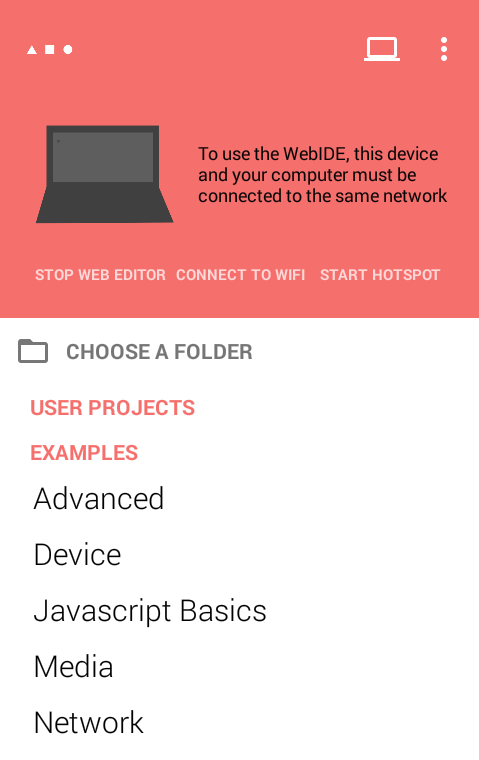 To use the WebIDE, this device
and your computer must be
connected to the same network
STOP WEB EDITOR CONNECT TO WIFI START HOTSPOT
CHOOSE A FOLDER
USER PROJECTS
EXAMPLES
Advanced
Device
Javascript Basics
Media
Network